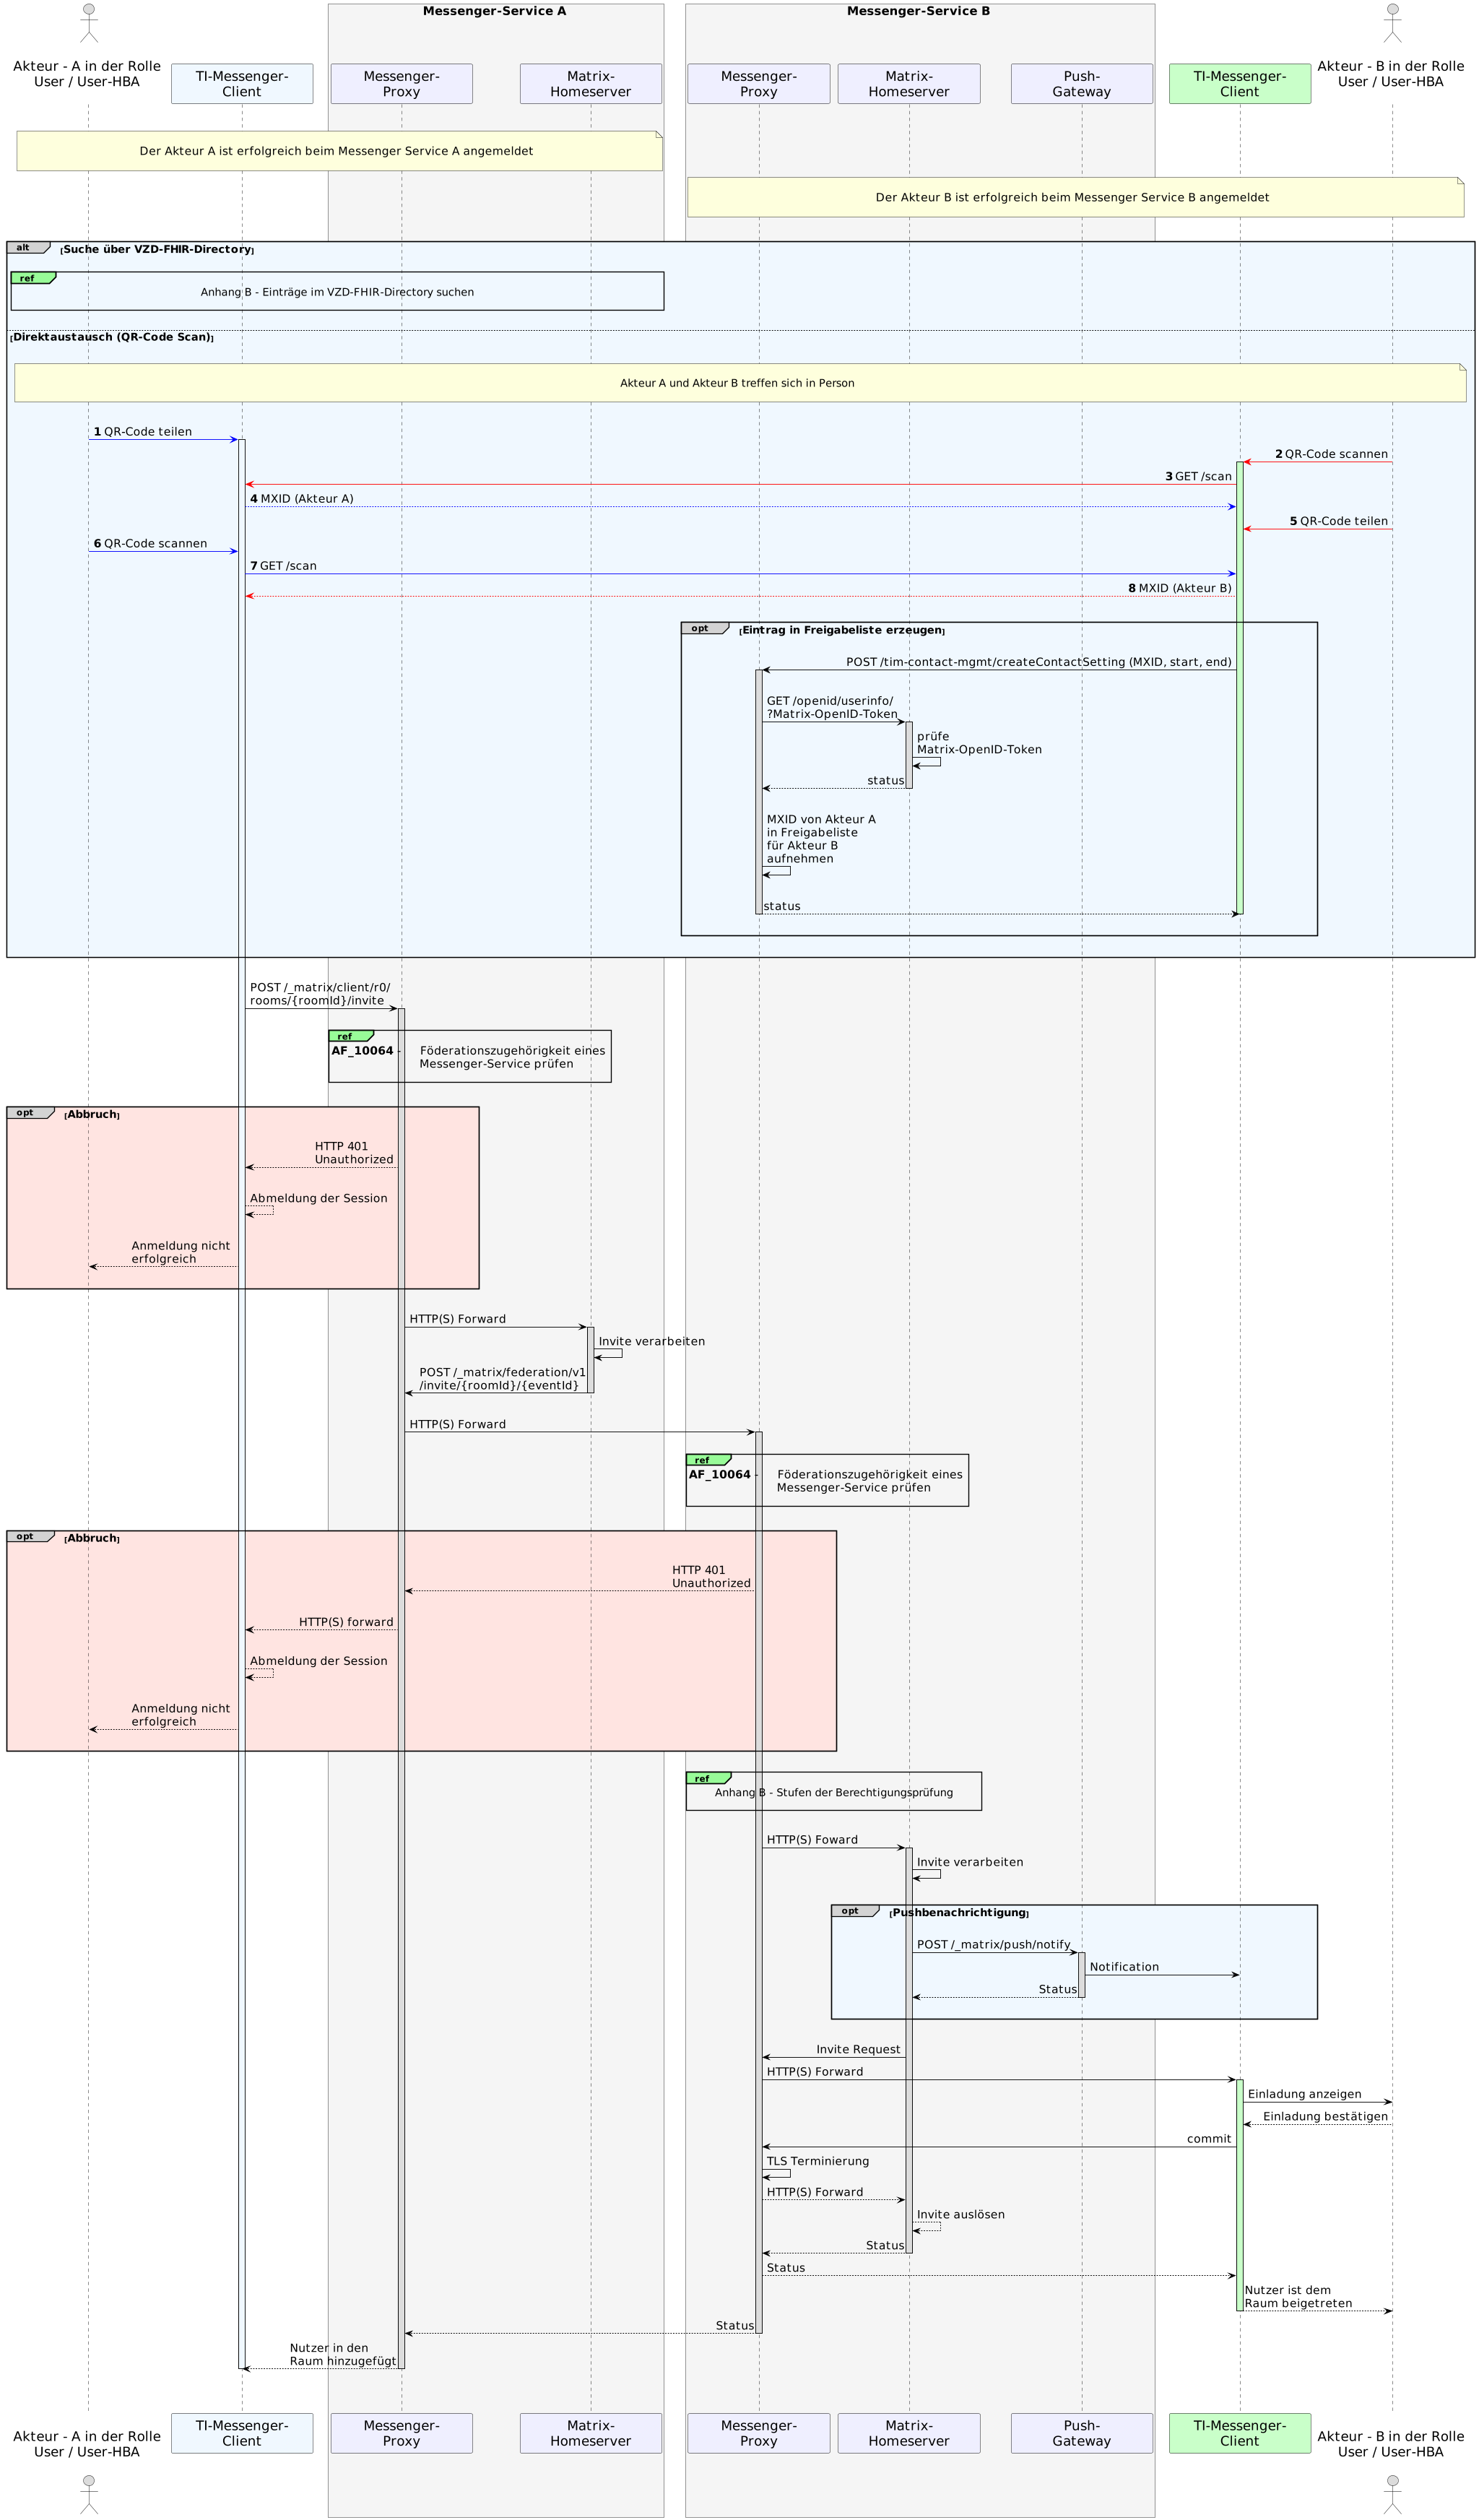 Messenger-Service A
Messenger-Service B
Akteur - A in der Rolle
User / User-HBA
TI-Messenger-
Client
Messenger-
Proxy
Matrix-
Homeserver
Messenger-
Proxy
Matrix-
Homeserver
Push-
Gateway
TI-Messenger-
Client
Akteur - B in der Rolle
User / User-HBA
Der Akteur A ist erfolgreich beim Messenger Service A angemeldet
Der Akteur B ist erfolgreich beim Messenger Service B angemeldet
alt [Suche über VZD-FHIR-Directory]
ref
Anhang B - Einträge im VZD-FHIR-Directory suchen
[Direktaustausch (QR-Code Scan)]
Akteur A und Akteur B treffen sich in Person
1 QR-Code teilen
2 QR-Code scannen
3 GET /scan
4 MXID (Akteur A)
5 QR-Code teilen
6 QR-Code scannen
7 GET /scan
8 MXID (Akteur B)
opt [Eintrag in Freigabeliste erzeugen]
POST /tim-contact-mgmt/createContactSetting (MXID, start, end)
GET /openid/userinfo/
?Matrix-OpenID-Token
prüfe
Matrix-OpenID-Token
status
MXID von Akteur A
in Freigabeliste
für Akteur B
aufnehmen
status
POST /_matrix/client/r0/
rooms/{roomId}/invite
ref
AF_10064 - Föderationszugehörigkeit eines
Messenger-Service prüfen
opt [Abbruch]
HTTP 401
Unauthorized
Abmeldung der Session
Anmeldung nicht
erfolgreich
HTTP(S) Forward
Invite verarbeiten
POST /_matrix/federation/v1
/invite/{roomId}/{eventId}
HTTP(S) Forward
ref
AF_10064 - Föderationszugehörigkeit eines
Messenger-Service prüfen
opt [Abbruch]
HTTP 401
Unauthorized
HTTP(S) forward
Abmeldung der Session
Anmeldung nicht
erfolgreich
ref
Anhang B - Stufen der Berechtigungsprüfung
HTTP(S) Foward
Invite verarbeiten
opt [Pushbenachrichtigung]
POST /_matrix/push/notify
Notification
Status
Invite Request
HTTP(S) Forward
Einladung anzeigen
Einladung bestätigen
commit
TLS Terminierung
HTTP(S) Forward
Invite auslösen
Status
Status
Nutzer ist dem
Raum beigetreten
Status
Nutzer in den
Raum hinzugefügt
Akteur - A in der Rolle
User / User-HBA
TI-Messenger-
Client
Messenger-
Proxy
Matrix-
Homeserver
Messenger-
Proxy
Matrix-
Homeserver
Push-
Gateway
TI-Messenger-
Client
Akteur - B in der Rolle
User / User-HBA